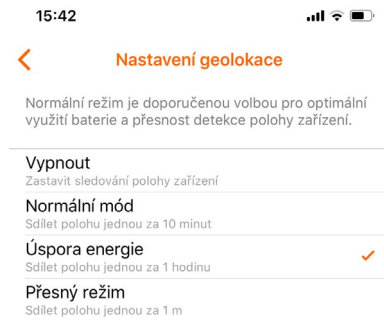 15:42
Nastavení geolokace
Normální režim je doporučenou volbou pro optimální
využití baterie a přesnost detekce polohy zařízení.
Vypnout
Zastavit sledování polohy zařízení
Normální mód
Sdílet polohu jednou za 10 minut
Úspora energie
Sdílet polohu jednou za 1 hodinu
Přesný režim
Sdílet polohu jednou za 1 m